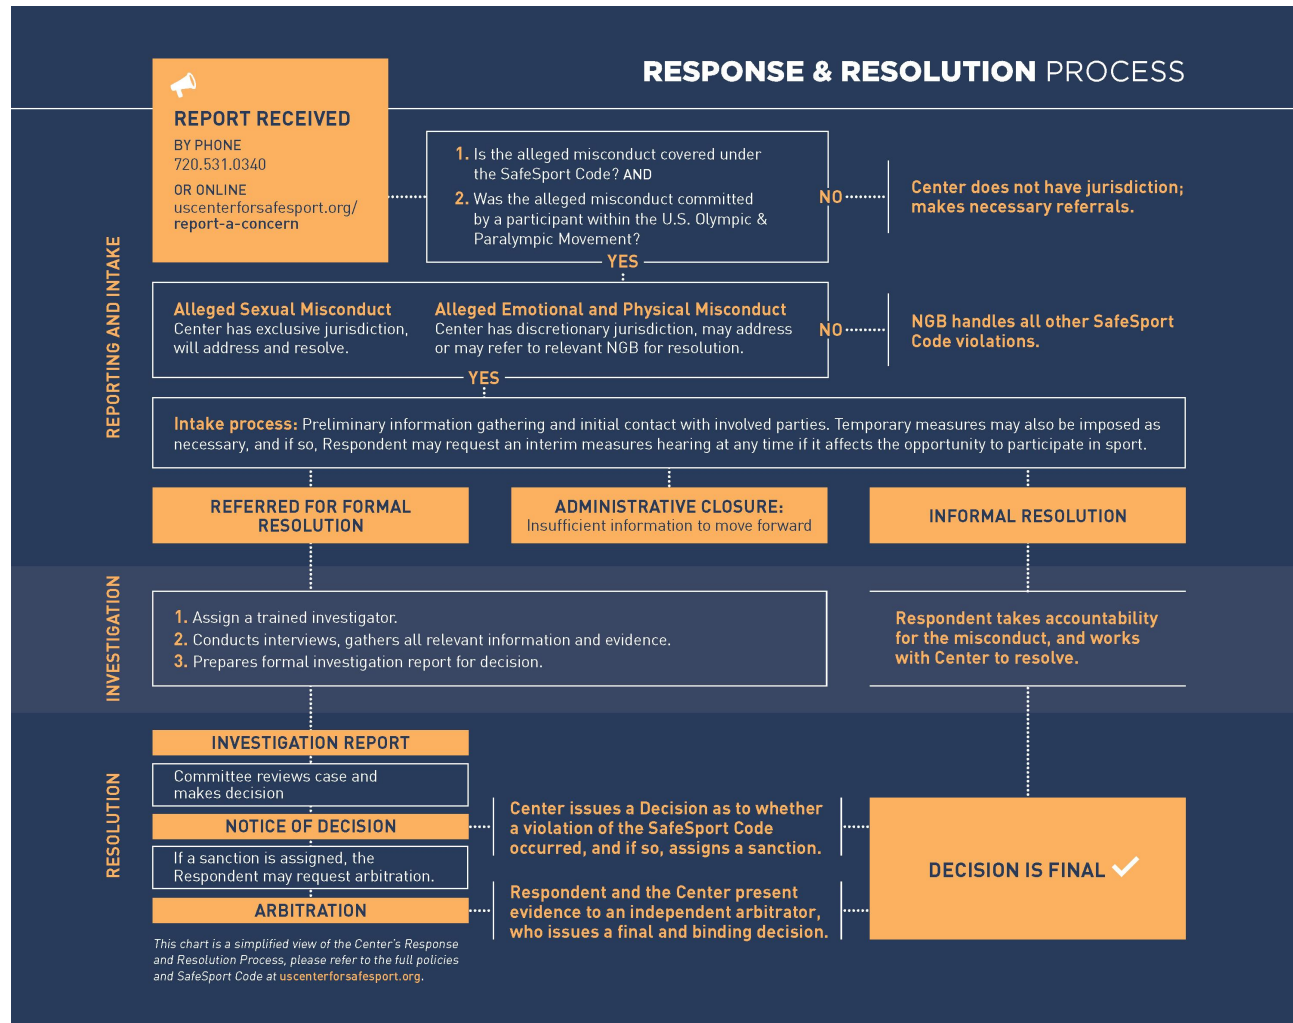 RESPONSE & RESOLUTION PROCESS
REPORT RECEIVED
BY PHONE
720.531.0340
OR ONLINE
uscenterforsafesport.org/
report-a-concern
1. Is the alleged misconduct covered under
the SafeSport Code? AND
2. Was the alleged misconduct committed
by a participant within the U.S. Olympic &
Paralympic Movement?
NO
Center does not have jurisdiction;
makes necessary referrals.
YES
REPORTING AND INTAKE
Alleged Sexual Misconduct
Center has exclusive jurisdiction,
will address and resolve.
Alleged Emotional and Physical Misconduct
Center has discretionary jurisdiction, may address
or may refer to relevant NGB for resolution.
NO
NGB handles all other SafeSport
Code violations.
YES
Intake process: Preliminary information gathering and initial contact with involved parties. Temporary measures may also be imposed as
necessary, and if so, Respondent may request an interim measures hearing at any time if it affects the opportunity to participate in sport.
REFERRED FOR FORMAL
RESOLUTION
ADMINISTRATIVE CLOSURE:
Insufficient information to move forward
INFORMAL RESOLUTION
INVESTIGATION
1. Assign a trained investigator.
2. Conducts interviews, gathers all relevant information and evidence.
3. Prepares formal investigation report for decision.
Respondent takes accountability
for the misconduct, and works
with Center to resolve.
RESOLUTION
INVESTIGATION REPORT
Committee reviews case and
makes decision
NOTICE OF DECISION
If a sanction is assigned, the
Respondent may request arbitration.
ARBITRATION
Center issues a Decision as to whether
a violation of the SafeSport Code
occurred, and if so, assigns a sanction.
Respondent and the Center present
evidence to an independent arbitrator,
who issues a final and binding decision.
DECISION IS FINAL
This chart is a simplified view of the Center's Response
and Resolution Process, please refer to the full policies
and SafeSport Code at uscenterforsafesport.org.